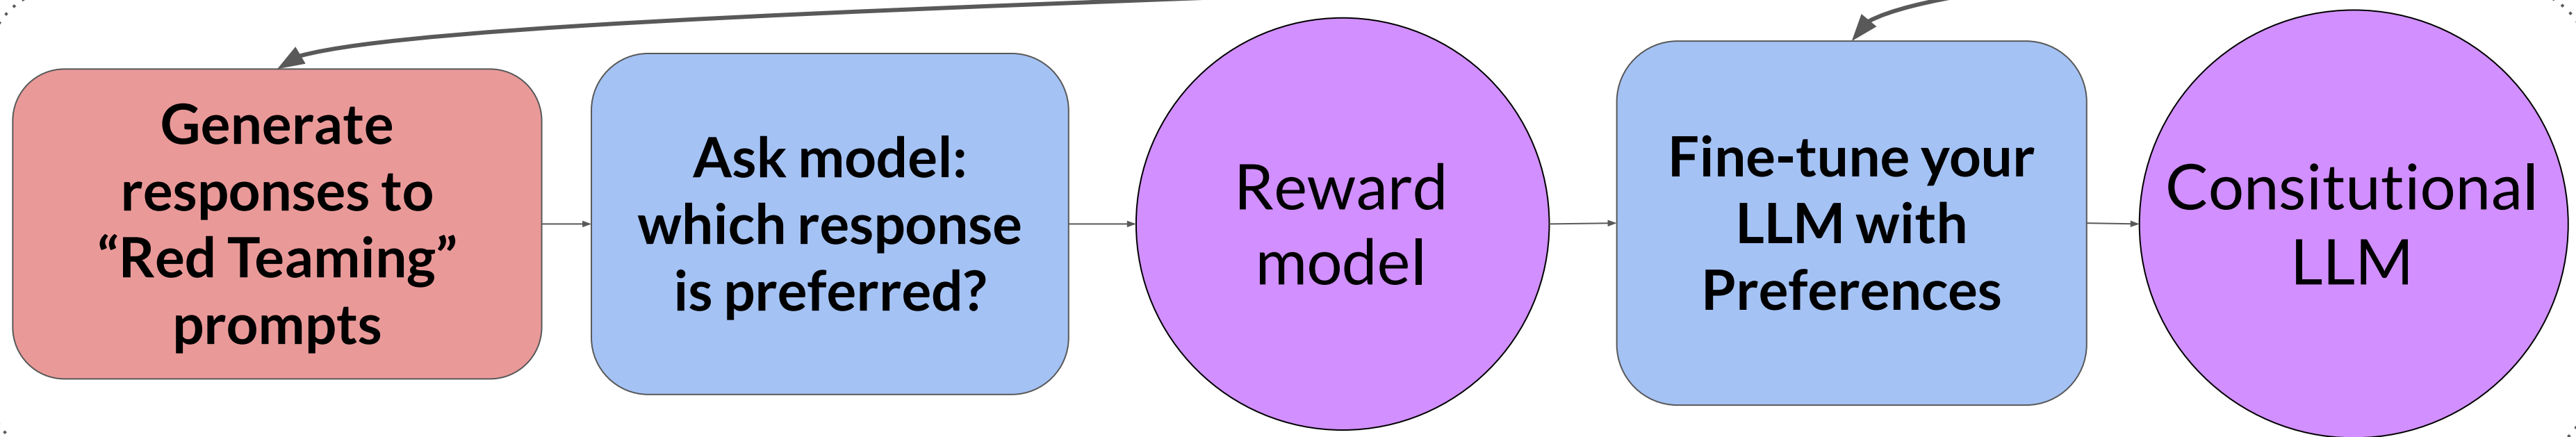 Generate
responses to
“Red Teaming”
prompts
Ask model:
which response
is preferred?
Reward
model
Fine-tune your
LLM with
Preferences
Consitutional
LLM